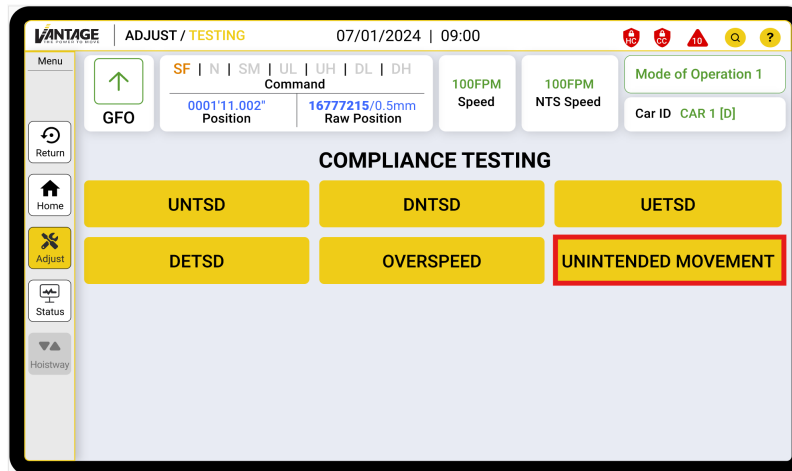 VANTAGE
THE POWER TO MOVE
ADJUST / TESTING
07/01/2024 | 09:00
HC
CC
10
?
Menu
Return
Home
Adjust
Status
Hoistway
GFO
SF | N | SM | UL | UH | DL | DH
Command
0001'11.002"
Position
16777215/0.5mm
Raw Position
100FPM
Speed
100FPM
NTS Speed
Mode of Operation 1
Car ID CAR 1 [D]
COMPLIANCE TESTING
UNTSD
DNTSD
UETSD
DETSD
OVERSPEED
UNINTENDED MOVEMENT